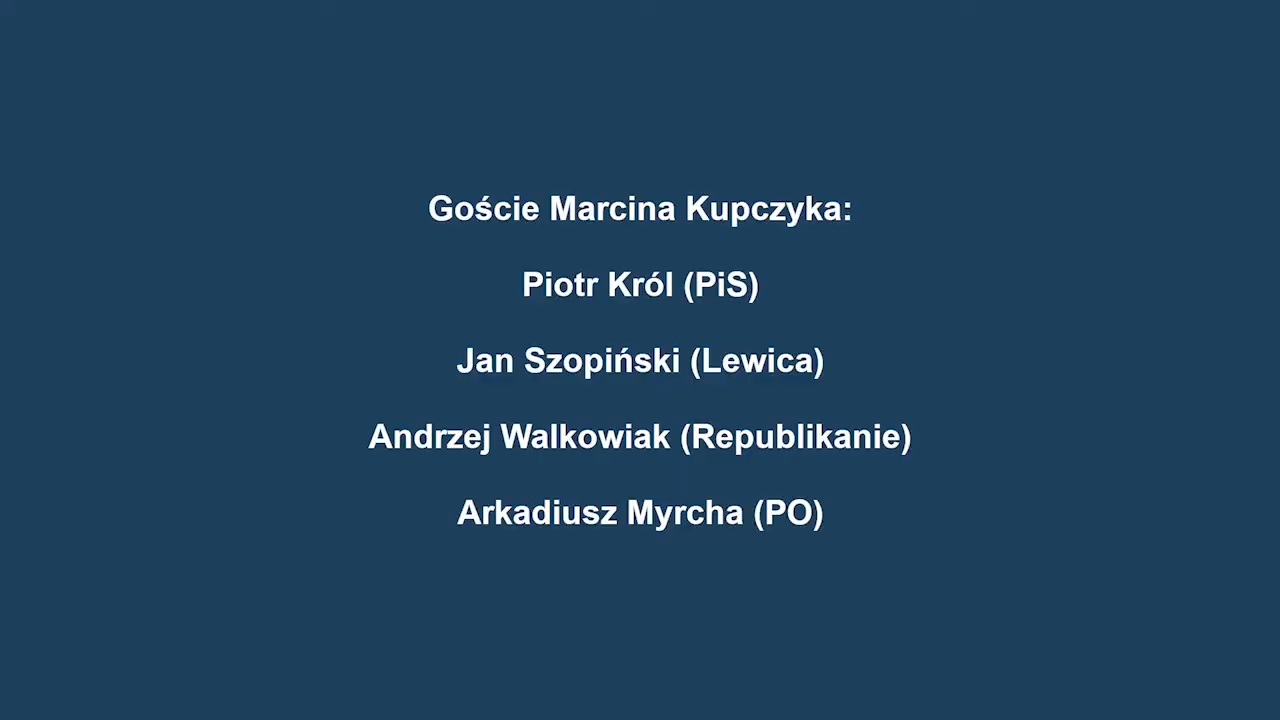 Goście Marcina Kupczyka:
Piotr Król (PiS)
Jan Szopiński (Lewica)
Andrzej Walkowiak (Republikanie)
Arkadiusz Myrcha (PO)